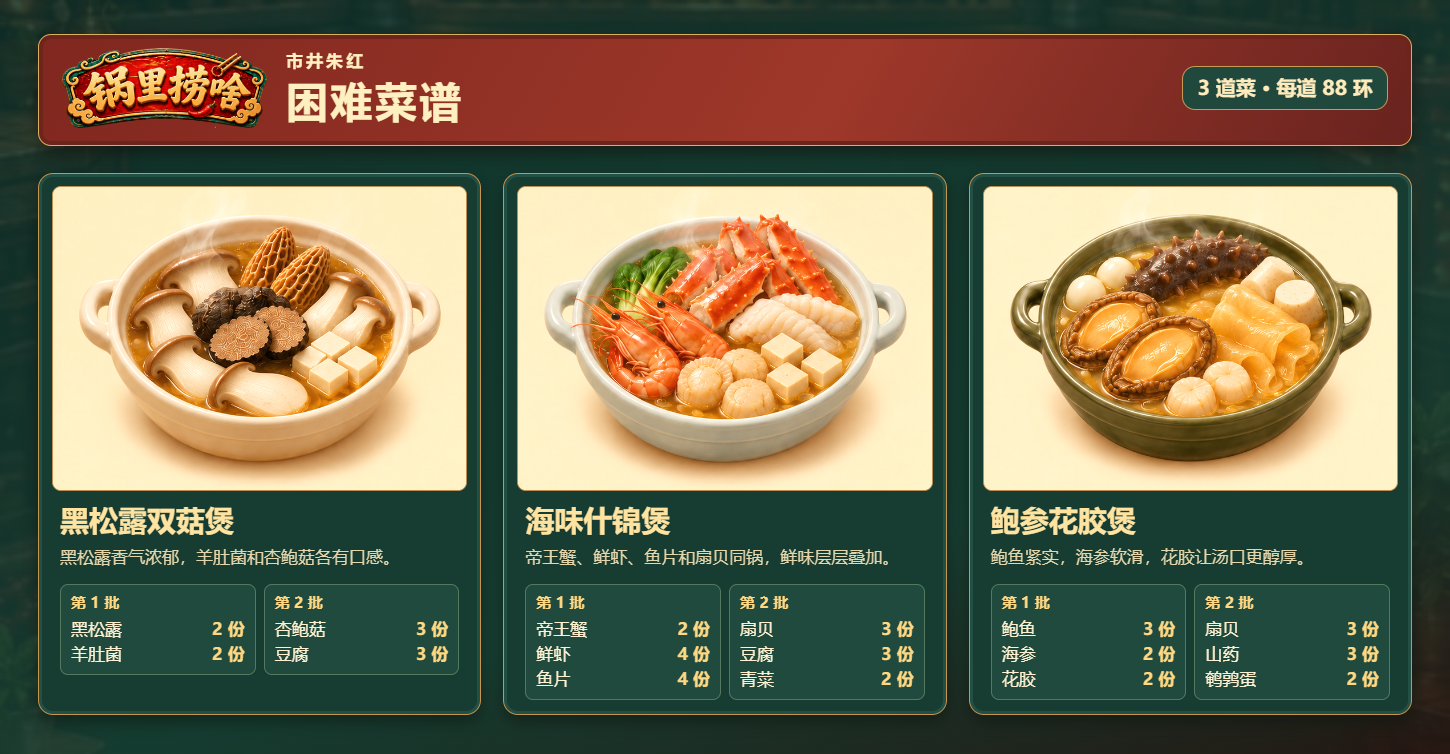 锅里捞啥
市井朱红
困难菜谱
3 道菜 • 每道 88 环
黑松露双菇煲
黑松露香气浓郁，羊肚菌和杏鲍菇各有口感。
第 1 批
黑松露 2 份
羊肚菌 2 份
第 2 批
杏鲍菇 3 份
豆腐 3 份
海味什锦煲
帝王蟹、鲜虾、鱼片和扇贝同锅，鲜味层层叠加。
第 1 批
帝王蟹 2 份
鲜虾 4 份
鱼片 4 份
第 2 批
扇贝 3 份
豆腐 3 份
青菜 2 份
鲍参花胶煲
鲍鱼紧实，海参软滑，花胶让汤口更醇厚。
第 1 批
鲍鱼 3 份
海参 2 份
花胶 2 份
第 2 批
扇贝 3 份
山药 3 份
鹌鹑蛋 2 份